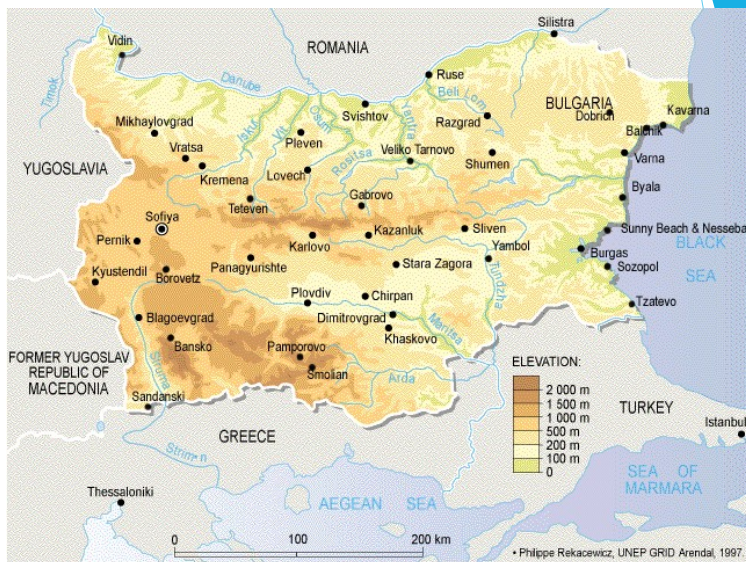 Silistra
Vidin
ROMANIA
Timok
Danube
Ruse
Beli Lom
BULGARIA
Dobrich
Kavarna
Balchik
Mikhaylovgrad
Iskŭr
Vit
Osŭm
Svishtov
Yantra
Razgrad
Pleven
Vratsa
Rositsa
Veliko Tarnovo
Shumen
Varna
YUGOSLAVIA
Kremena
Lovech
Teteven
Gabrovo
Byala
Sofiya
Pernik
Karlovo
Kazanluk
Sliven
Sunny Beach & Nesseba
BLACK
SEA
Kyustendil
Borovetz
Panagyurishte
Stara Zagora
Yambol
Burgas
Sozopol
Plovdiv
Chirpan
Tundzha
Tzatevo
Blagoevgrad
Dimitrovgrad
Maritsa
Bansko
Khaskovo
FORMER YUGOSLAV
REPUBLIC OF
MACEDONIA
Struma
Pamporovo
Smolian
Arda
Sandanski
ELEVATION:
2 000 m
1 500 m
1 000 m
500 m
200 m
100 m
0
TURKEY
Istanbul
GREECE
Strimon
SEA OF
MARMARA
Thessaloniki
AEGEAN SEA
0 100 200 km
• Philippe Rekacewicz, UNEP GRID Arendal, 1997.